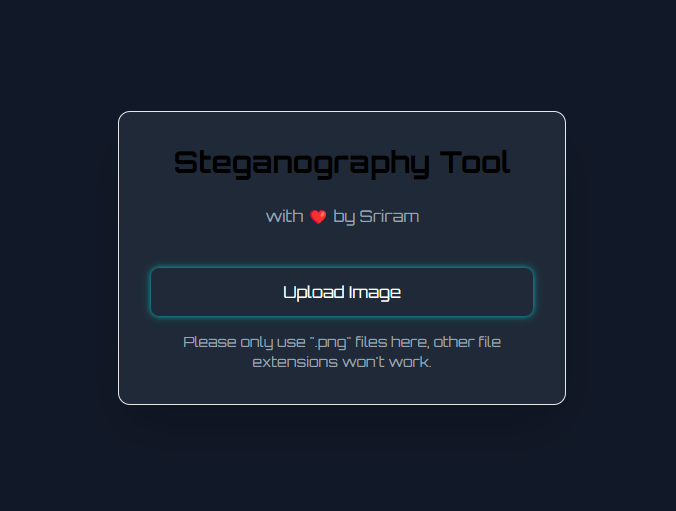 Steganography Tool
with ❤️ by Sriram
Upload Image
Please only use ".png" files here, other file
extensions won't work.